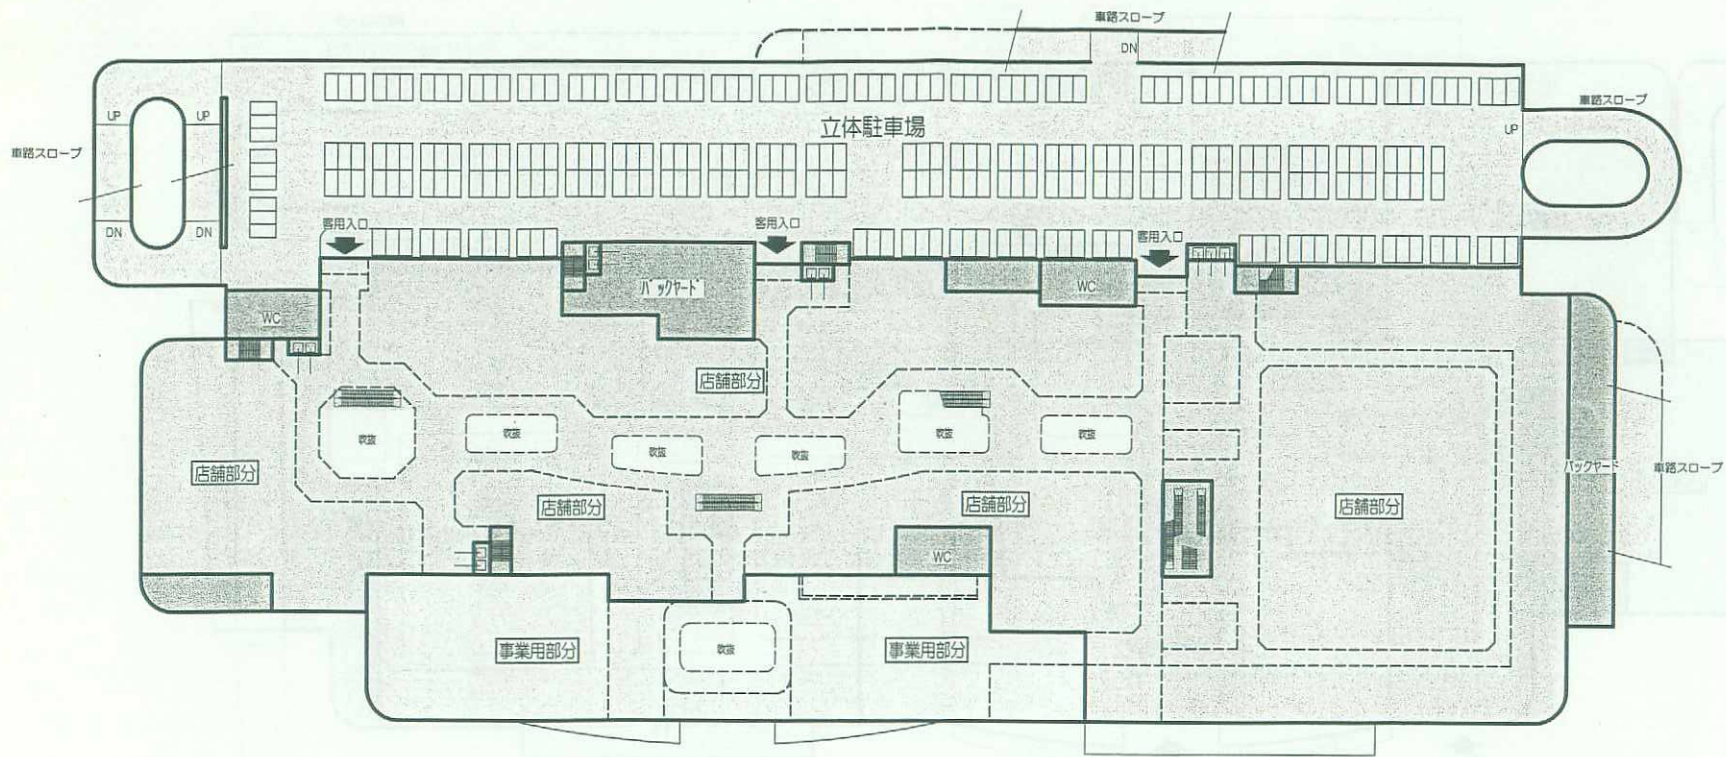 車路スロープ
DN
立体駐車場
車路スロープ
UP
UP
UP
車路スロープ
DN
DN
客用入口
客用入口
客用入口
バックヤード
WC
WC
店舗部分
吹抜
吹抜
吹抜
吹抜
吹抜
吹抜
店舗部分
店舗部分
店舗部分
店舗部分
バックヤード
車路スロープ
WC
事業用部分
吹抜
事業用部分